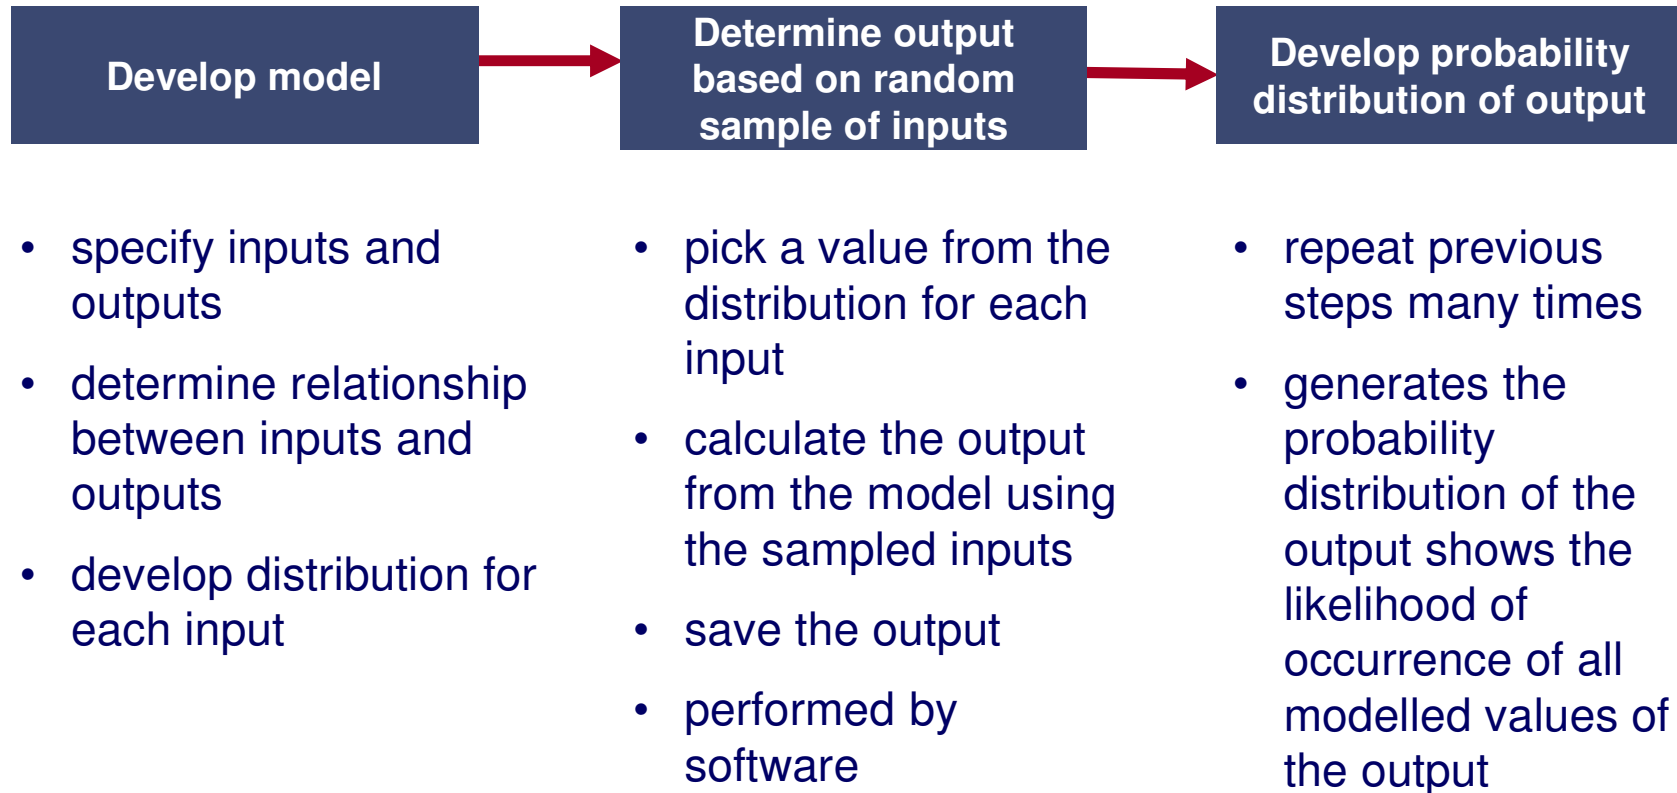 Develop model
Determine output
based on random
sample of inputs
Develop probability
distribution of output
• specify inputs and
outputs
• determine relationship
between inputs and
outputs
• develop distribution for
each input
• pick a value from the
distribution for each
input
• calculate the output
from the model using
the sampled inputs
• save the output
• performed by
software
• repeat previous
steps many times
• generates the
probability
distribution of the
output shows the
likelihood of
occurrence of all
modelled values of
the output